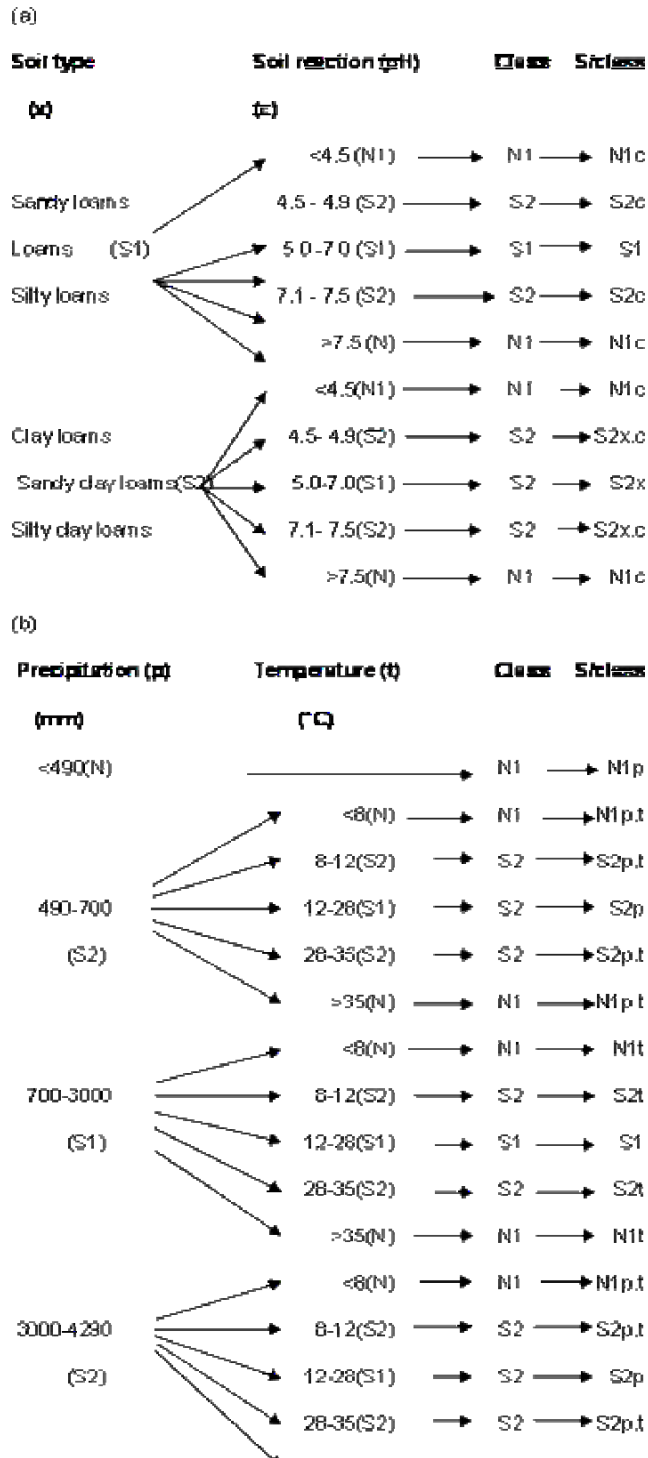 (a)
Soil type Soil reaction (pH) Class S/class
(x) (c)
<4.5(N1) N1 N1c
Sandy loams 4.5 - 4.9 (S2) S2 S2c
Loams (S1) 5.0-7.0 (S1) S1 S1
Silty loams 7.1 - 7.5 (S2) S2 S2c
>7.5 (N) N1 N1c
<4.5(N1) N1 N1c
Clay loams 4.5- 4.9(S2) S2 S2x.c
Sandy clay loams(S2) 5.0-7.0(S1) S2 S2x
Silty clay loams 7.1- 7.5(S2) S2 S2x.c
>7.5(N) N1 N1c
(b)
Precipitation (p) Temperature (t) Class S/class
(mm) (°C)
<490(N) N1 N1p
<8(N) N1 N1p.t
8-12(S2) S2 S2p.t
490-700 12-28(S1) S2 S2p
(S2) 28-35(S2) S2 S2p.t
>35(N) N1 N1p.t
<8(N) N1 N1t
700-3000 8-12(S2) S2 S2t
(S1) 12-28(S1) S1 S1
28-35(S2) S2 S2t
>35(N) N1 N1t
<8(N) N1 N1p.t
3000-4290 8-12(S2) S2 S2p.t
(S2) 12-28(S1) S2 S2p
28-35(S2) S2 S2p.t